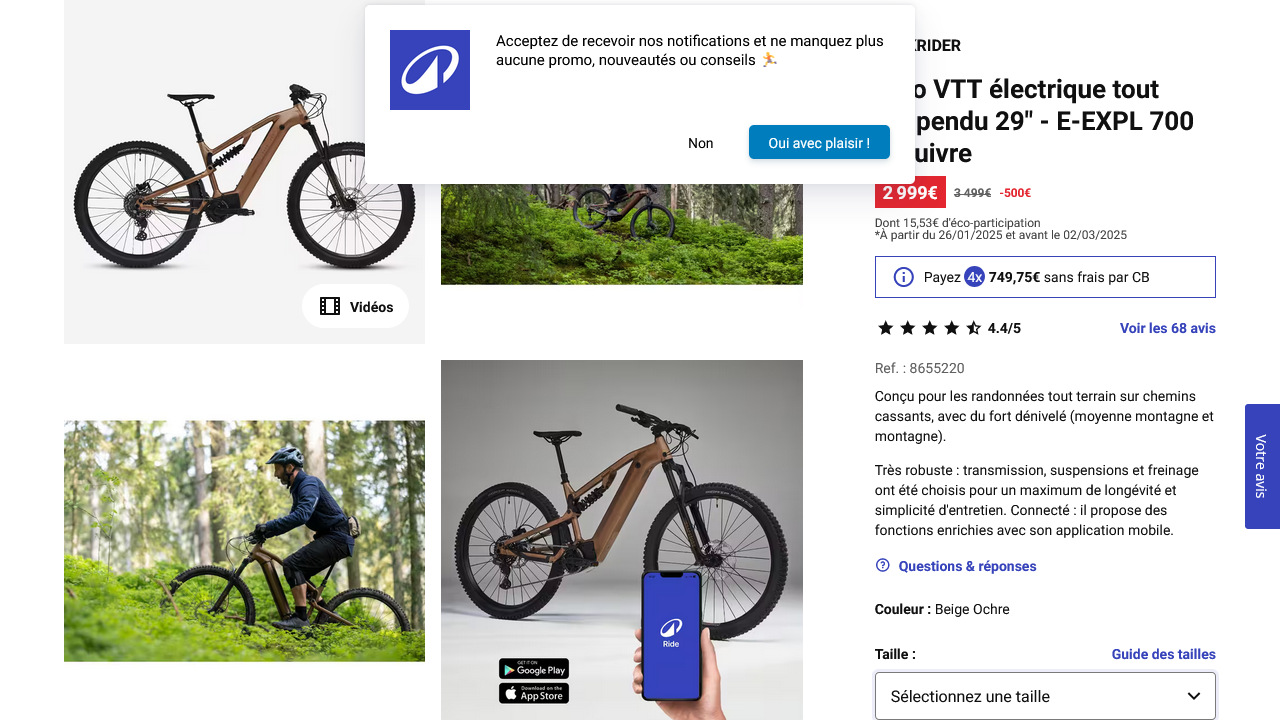 Acceptez de recevoir nos notifications et ne manquez plus
aucune promo, nouveautés ou conseils 🏃
Non
Oui avec plaisir !
Vidéos
GET IT ON
Google Play
Download on the
App Store
Ride
RIDER
o VTT électrique tout
pendu 29" - E-EXPL 700
uivre
2 999€ 3 499€ -500€
Dont 15,53€ d'éco-participation
*À partir du 26/01/2025 et avant le 02/03/2025
Payez 4x 749,75€ sans frais par CB
4.4/5 Voir les 68 avis
Ref. : 8655220
Conçu pour les randonnées tout terrain sur chemins
cassants, avec du fort dénivelé (moyenne montagne et
montagne).
Très robuste : transmission, suspensions et freinage
ont été choisis pour un maximum de longévité et
simplicité d'entretien. Connecté : il propose des
fonctions enrichies avec son application mobile.
Questions & réponses
Couleur : Beige Ochre
Taille : Guide des tailles
Sélectionnez une taille
Votre avis